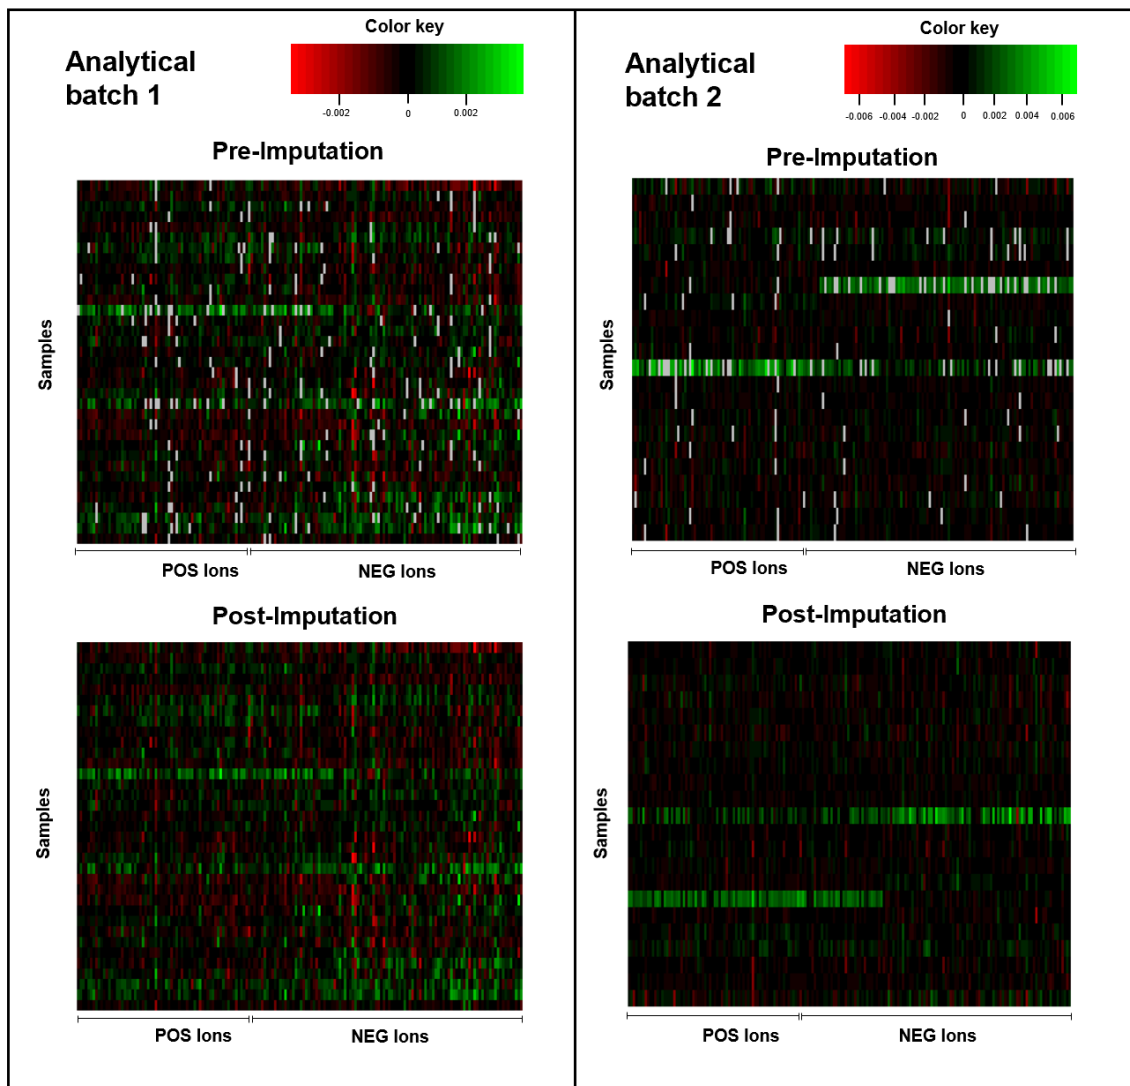 Analytical
batch 1
Color key
-0.002 0 0.002
Pre-Imputation
Samples
POS Ions NEG Ions
Post-Imputation
Samples
POS Ions NEG Ions
Analytical
batch 2
Color key
-0.006 -0.004 -0.002 0 0.002 0.004 0.006
Pre-Imputation
Samples
POS Ions NEG Ions
Post-Imputation
Samples
POS Ions NEG Ions